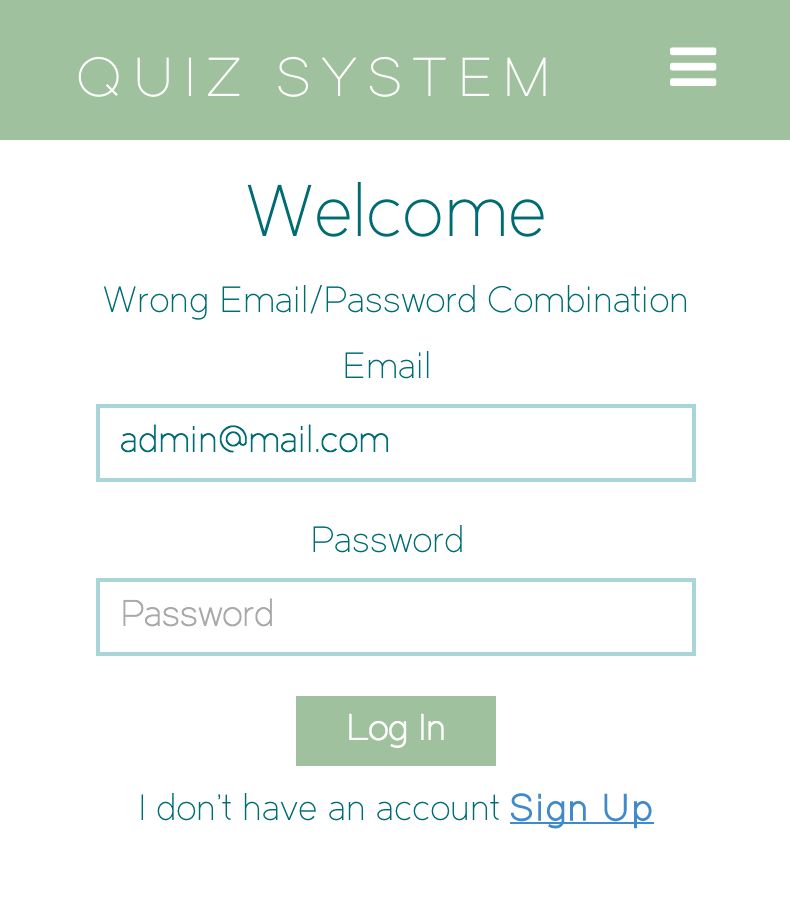 QUIZ SYSTEM
Welcome
Wrong Email/Password Combination
Email
admin@mail.com
Password
Password
Log In
I don't have an account Sign Up